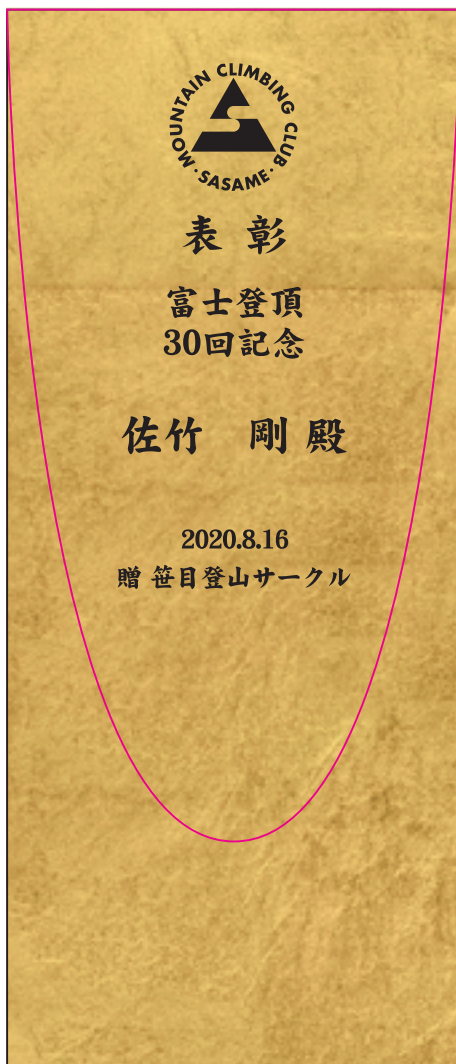 MOUNTAIN CLIMBING CLUB
・SASAME・
表 彰
富士登頂
30回記念
佐竹 剛 殿
2020.8.16
贈 笹目登山サークル